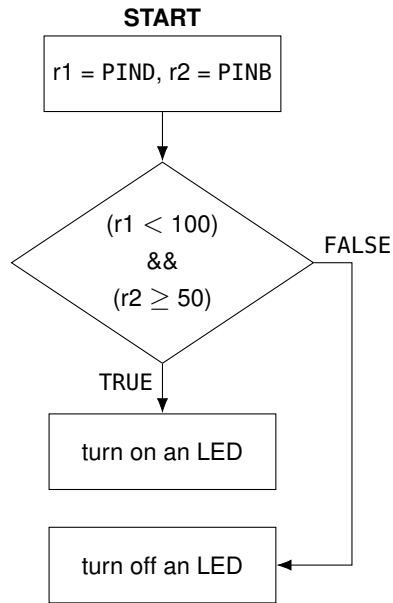 START
r1 = PIND, r2 = PINB
(r1 < 100)
&&
(r2 ≥ 50)
FALSE
TRUE
turn on an LED
turn off an LED